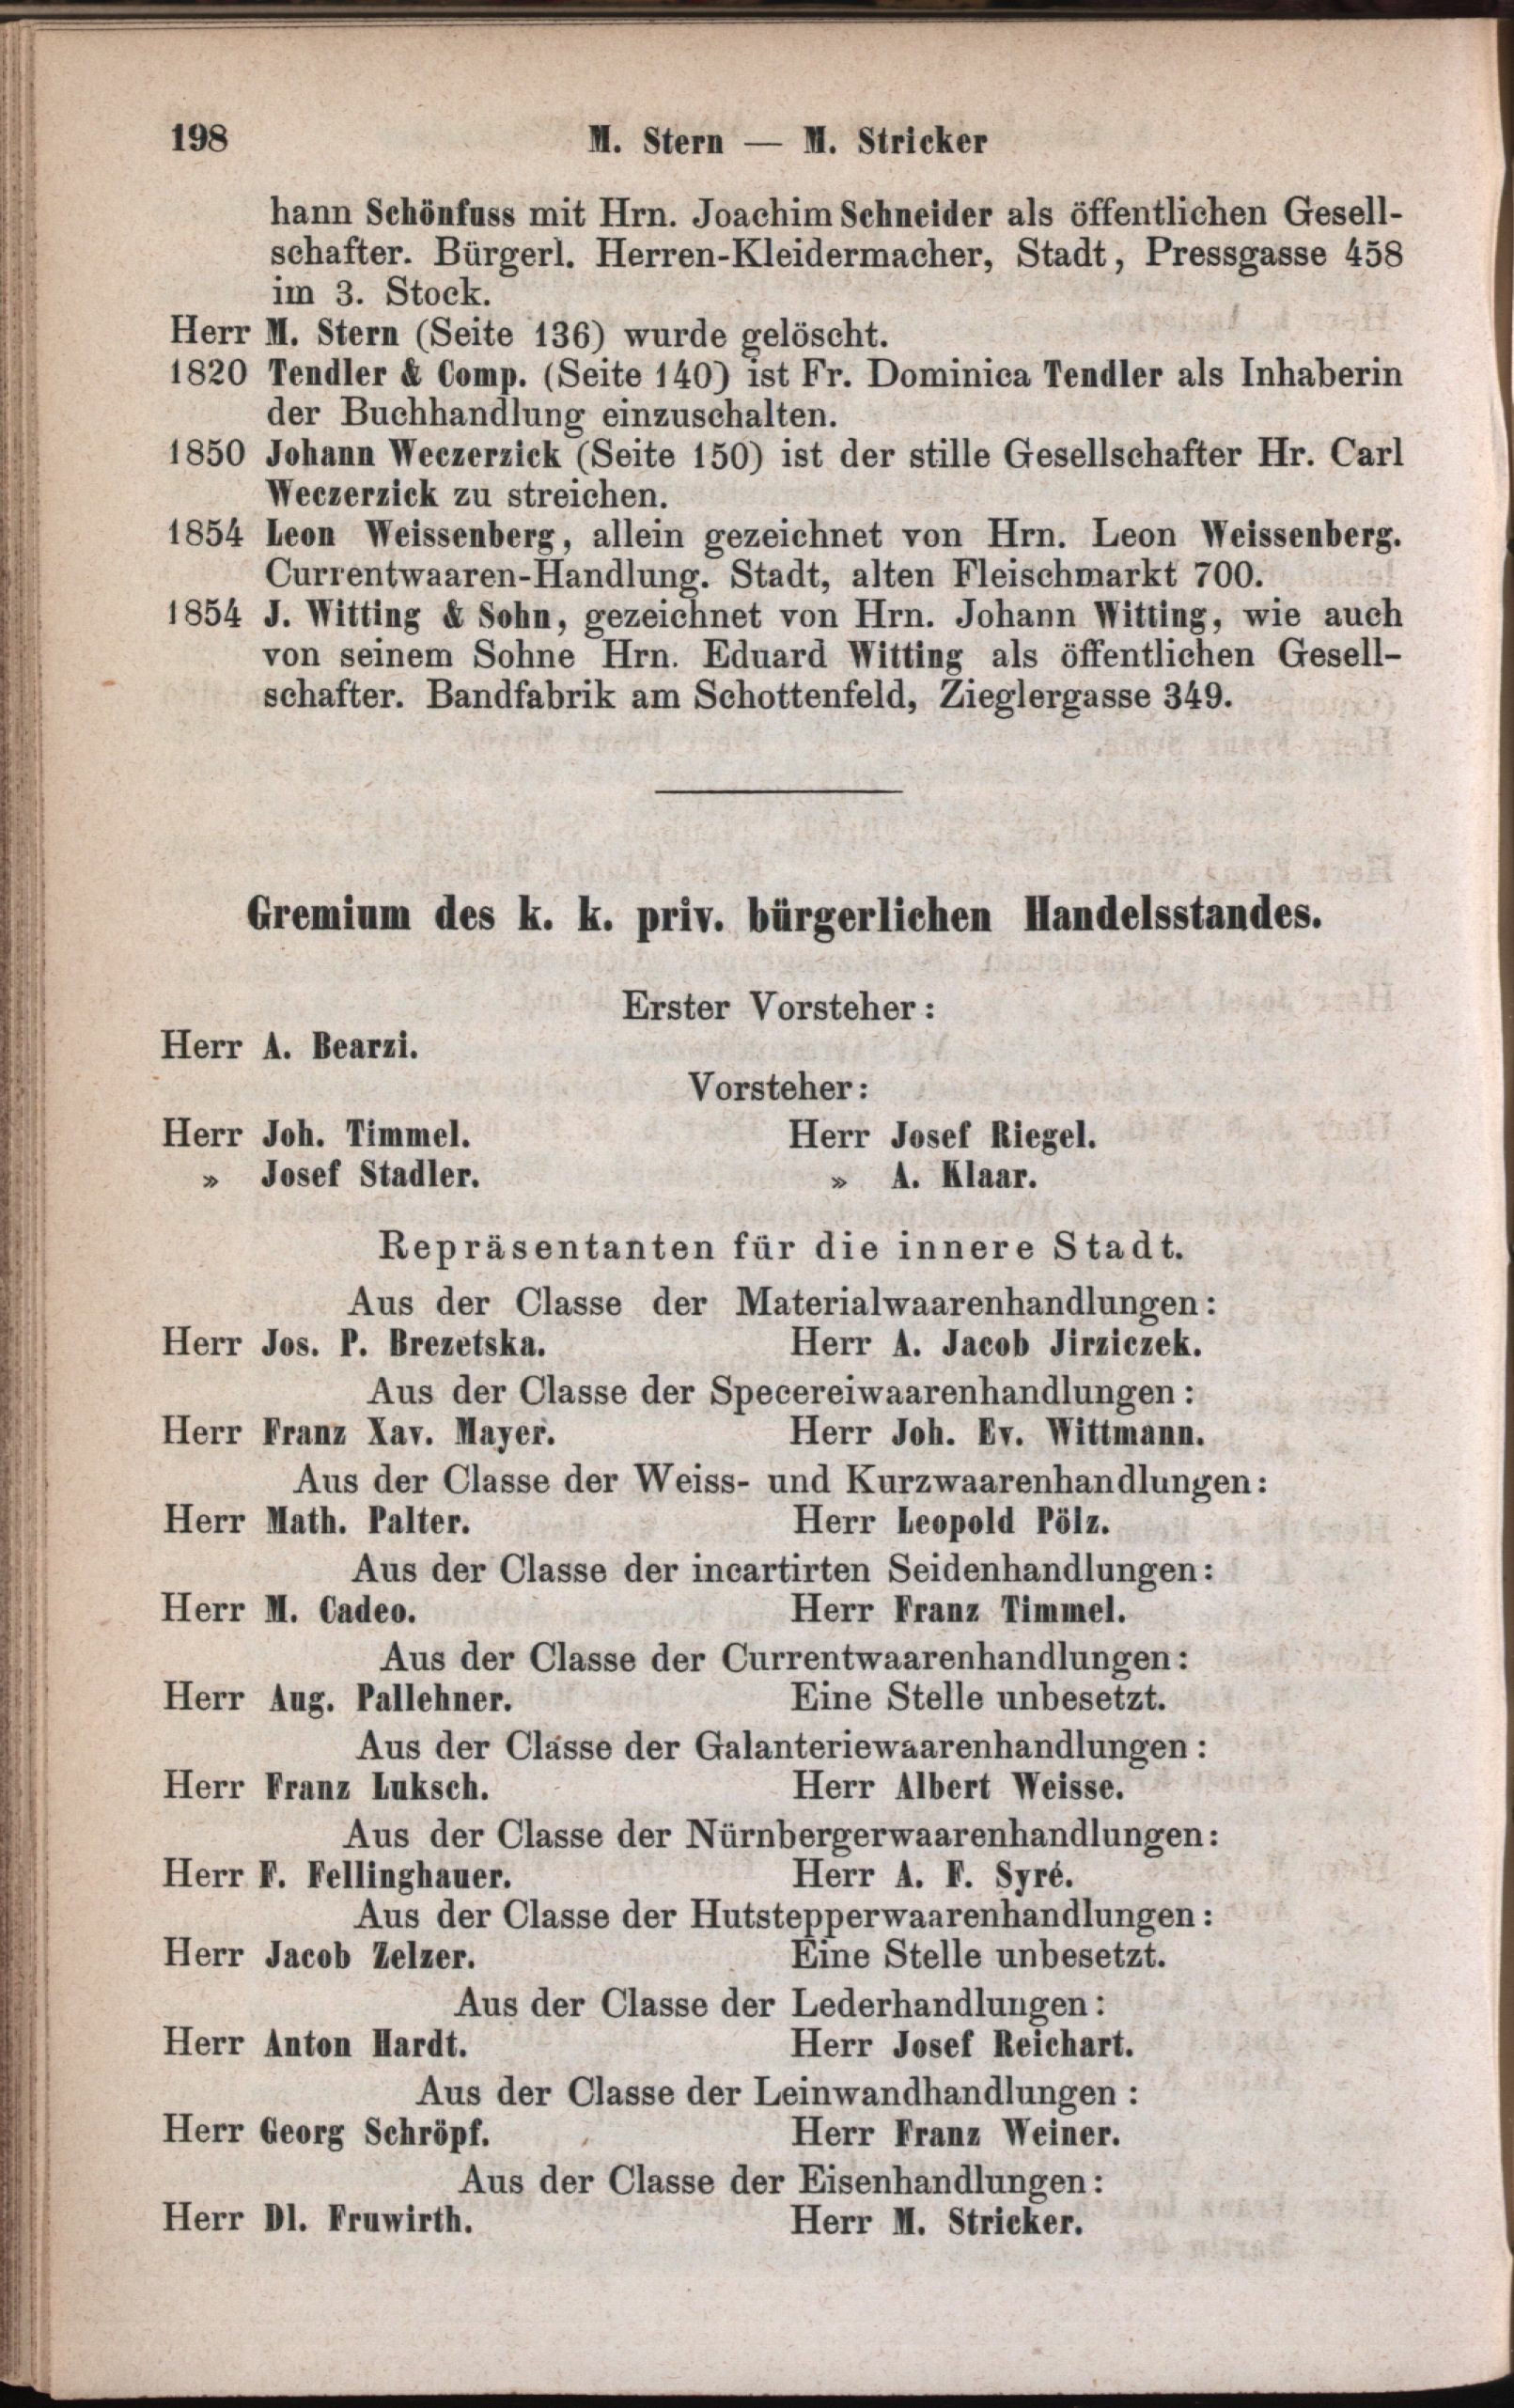 198 M. Stern — M. Stricker
hann Schönfuss mit Hrn. Joachim Schneider als öffentlichen Gesell-
schafter. Bürgerl. Herren-Kleidermacher, Stadt, Pressgasse 458
im 3. Stock.
Herr M. Stern (Seite 136) wurde gelöscht.
1820 Tendler & Comp. (Seite 140) ist Fr. Dominica Tendler als Inhaberin
der Buchhandlung einzuschalten.
1850 Johann Weczerzick (Seite 150) ist der stille Gesellschafter Hr. Carl
Weczerzick zu streichen.
1854 Leon Weissenberg, allein gezeichnet von Hrn. Leon Weissenberg.
Currentwaaren-Handlung. Stadt, alten Fleischmarkt 700.
1854 J. Witting & Sohn, gezeichnet von Hrn. Johann Witting, wie auch
von seinem Sohne Hrn. Eduard Witting als öffentlichen Gesell-
schafter. Bandfabrik am Schottenfeld, Zieglergasse 349.
Gremium des k. k. priv. bürgerlichen Handelsstandes.
Erster Vorsteher:
Herr A. Bearzi.
Vorsteher:
Herr Joh. Timmel. Herr Josef Riegel.
» Josef Stadler. » A. Klaar.
Repräsentanten für die innere Stadt.
Aus der Classe der Materialwaarenhandlungen:
Herr Jos. P. Brezetska. Herr A. Jacob Jirziczek.
Aus der Classe der Specereiwaarenhandlungen:
Herr Franz Xav. Mayer. Herr Joh. Ev. Wittmann.
Aus der Classe der Weiss- und Kurzwaarenhandlungen:
Herr Math. Palter. Herr Leopold Pölz.
Aus der Classe der incartirten Seidenhandlungen:
Herr M. Cadeo. Herr Franz Timmel.
Aus der Classe der Currentwaarenhandlungen:
Herr Aug. Pallehner. Eine Stelle unbesetzt.
Aus der Classe der Galanteriewaarenhandlungen:
Herr Franz Luksch. Herr Albert Weisse.
Aus der Classe der Nürnbergerwaarenhandlungen:
Herr F. Fellinghauer. Herr A. F. Syré.
Aus der Classe der Hutstepperwaarenhandlungen:
Herr Jacob Zelzer. Eine Stelle unbesetzt.
Aus der Classe der Lederhandlungen:
Herr Anton Hardt. Herr Josef Reichart.
Aus der Classe der Leinwandhandlungen:
Herr Georg Schröpf. Herr Franz Weiner.
Aus der Classe der Eisenhandlungen:
Herr Dl. Fruwirth. Herr M. Stricker.